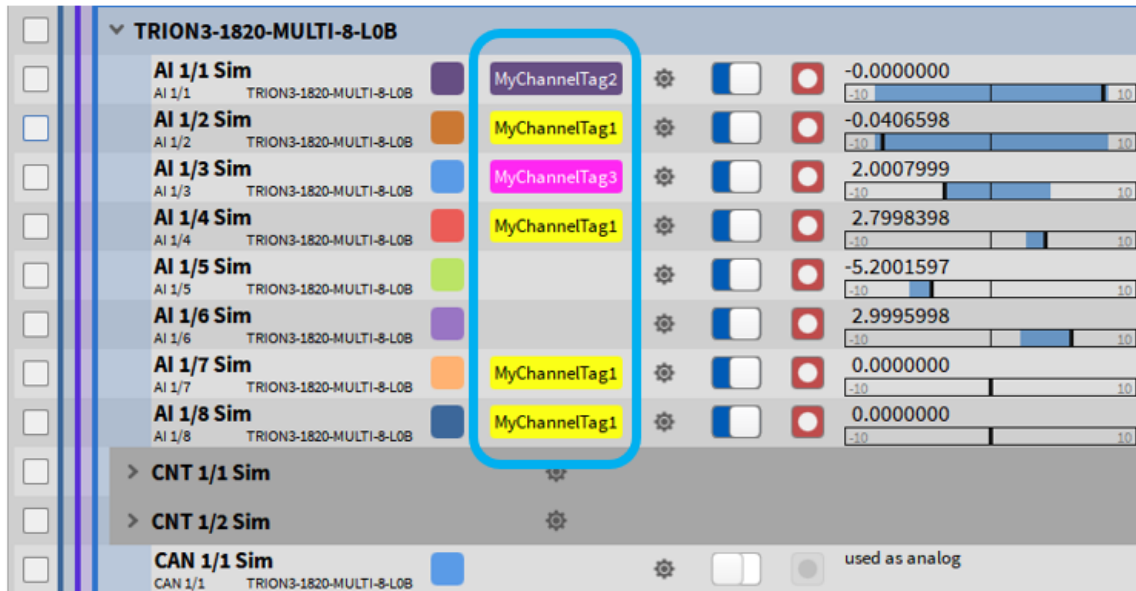 TRION3-1820-MULTI-8-L0B
AI 1/1 Sim
AI 1/1 TRION3-1820-MULTI-8-L0B
MyChannelTag2
-0.0000000
-10 10
AI 1/2 Sim
AI 1/2 TRION3-1820-MULTI-8-L0B
MyChannelTag1
-0.0406598
-10 10
AI 1/3 Sim
AI 1/3 TRION3-1820-MULTI-8-L0B
MyChannelTag3
2.0007999
-10 10
AI 1/4 Sim
AI 1/4 TRION3-1820-MULTI-8-L0B
MyChannelTag1
2.7998398
-10 10
AI 1/5 Sim
AI 1/5 TRION3-1820-MULTI-8-L0B
-5.2001597
-10 10
AI 1/6 Sim
AI 1/6 TRION3-1820-MULTI-8-L0B
2.9995998
-10 10
AI 1/7 Sim
AI 1/7 TRION3-1820-MULTI-8-L0B
MyChannelTag1
0.0000000
-10 10
AI 1/8 Sim
AI 1/8 TRION3-1820-MULTI-8-L0B
MyChannelTag1
0.0000000
-10 10
CNT 1/1 Sim
CNT 1/2 Sim
CAN 1/1 Sim
CAN 1/1 TRION3-1820-MULTI-8-L0B
used as analog